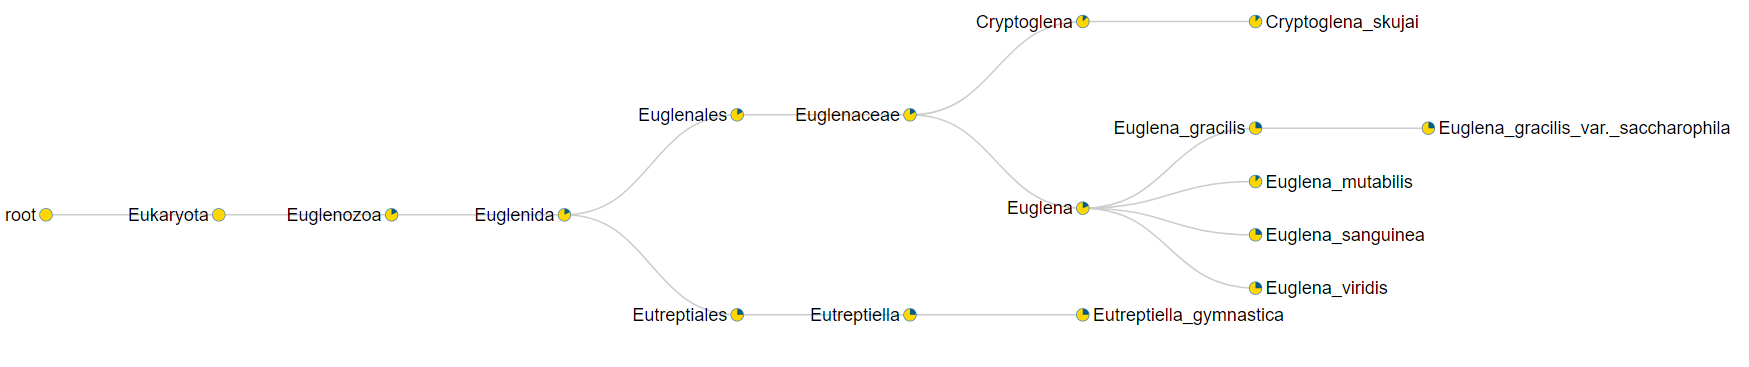 Cryptoglena
Cryptoglena_skujai
Euglenales
Euglenaceae
Euglena_gracilis
Euglena_gracilis_var._saccharophila
Euglena_mutabilis
root
Eukaryota
Euglenozoa
Euglenida
Euglena
Euglena_sanguinea
Euglena_viridis
Eutreptiales
Eutreptiella
Eutreptiella_gymnastica